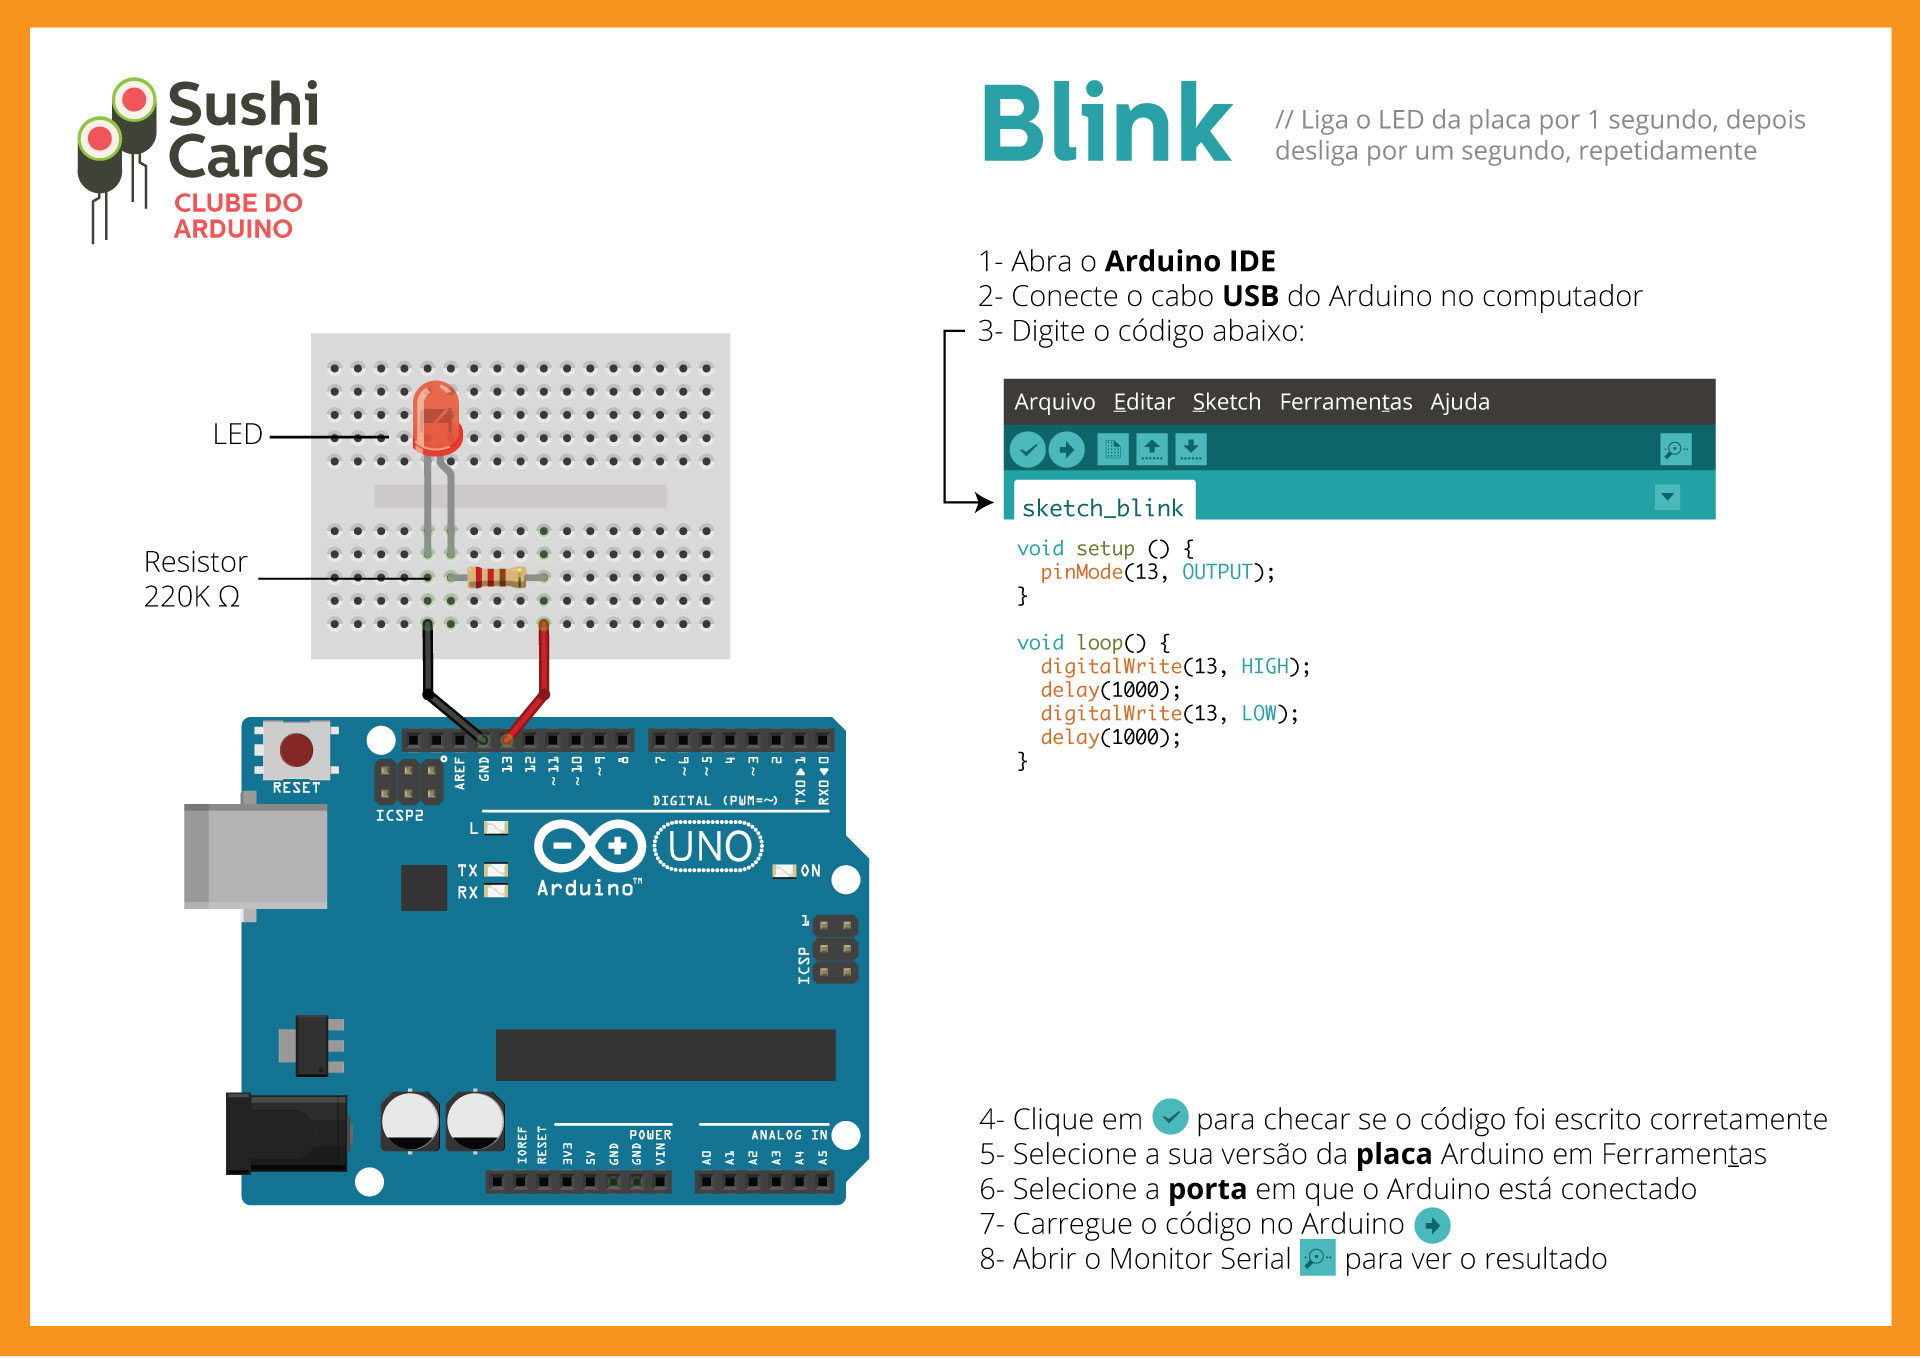 Sushi
Cards
CLUBE DO
ARDUINO
Blink
// Liga o LED da placa por 1 segundo, depois
desliga por um segundo, repetidamente
1- Abra o Arduino IDE
2- Conecte o cabo USB do Arduino no computador
3- Digite o código abaixo:
Arquivo Editar Sketch Ferramentas Ajuda
sketch_blink
void setup () {
pinMode(13, OUTPUT);
}
void loop() {
digitalWrite(13, HIGH);
delay(1000);
digitalWrite(13, LOW);
delay(1000);
}
4- Clique em para checar se o código foi escrito corretamente
5- Selecione a sua versão da placa Arduino em Ferramentas
6- Selecione a porta em que o Arduino está conectado
7- Carregue o código no Arduino
8- Abrir o Monitor Serial para ver o resultado
LED
Resistor
220K Ω
RESET
ICSP2
AREF GND 13 12 ~11 ~10 ~9 8 7 ~6 ~5 4 ~3 2 TX0 1 RX0 0
DIGITAL (PWM=~)
L
TX
RX
Arduino™
UNO
ON
1
ICSP
POWER
ANALOG IN
IOREF RESET 3V3 5V GND GND VIN A0 A1 A2 A3 A4 A5